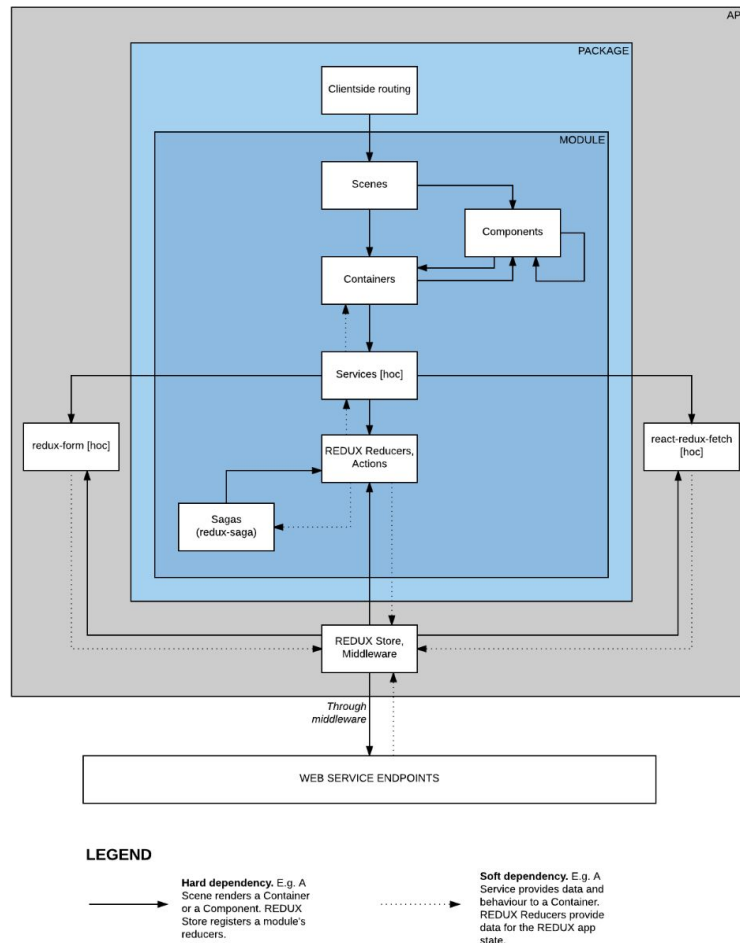 AP
PACKAGE
Clientside routing
MODULE
Scenes
Components
Containers
Services [hoc]
redux-form [hoc]
react-redux-fetch
[hoc]
REDUX Reducers,
Actions
Sagas
(redux-saga)
REDUX Store,
Middleware
Through
middleware
WEB SERVICE ENDPOINTS
LEGEND
Hard dependency. E.g. A
Scene renders a Container
or a Component. REDUX
Store registers a module's
reducers.
Soft dependency. E.g. A
Service provides data and
behaviour to a Container.
REDUX Reducers provide
data for the REDUX app
state.